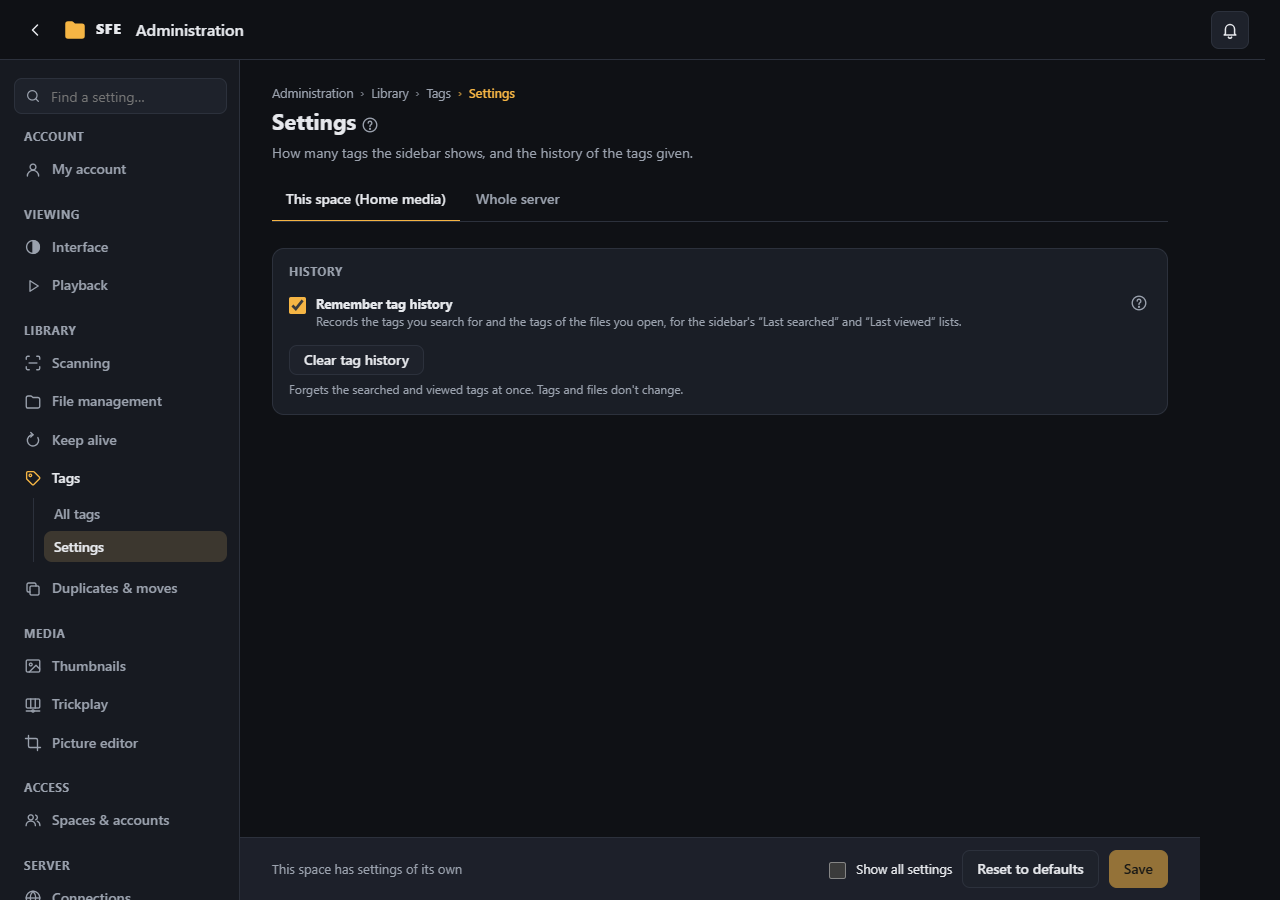 SFE Administration
Find a setting...
ACCOUNT
My account
VIEWING
Interface
Playback
LIBRARY
Scanning
File management
Keep alive
Tags
All tags
Settings
Duplicates & moves
MEDIA
Thumbnails
Trickplay
Picture editor
ACCESS
Spaces & accounts
SERVER
Connections
Administration › Library › Tags › Settings
Settings
How many tags the sidebar shows, and the history of the tags given.
This space (Home media) Whole server
HISTORY
Remember tag history
Records the tags you search for and the tags of the files you open, for the sidebar's “Last searched” and “Last viewed” lists.
Clear tag history
Forgets the searched and viewed tags at once. Tags and files don't change.
This space has settings of its own
Show all settings
Reset to defaults
Save